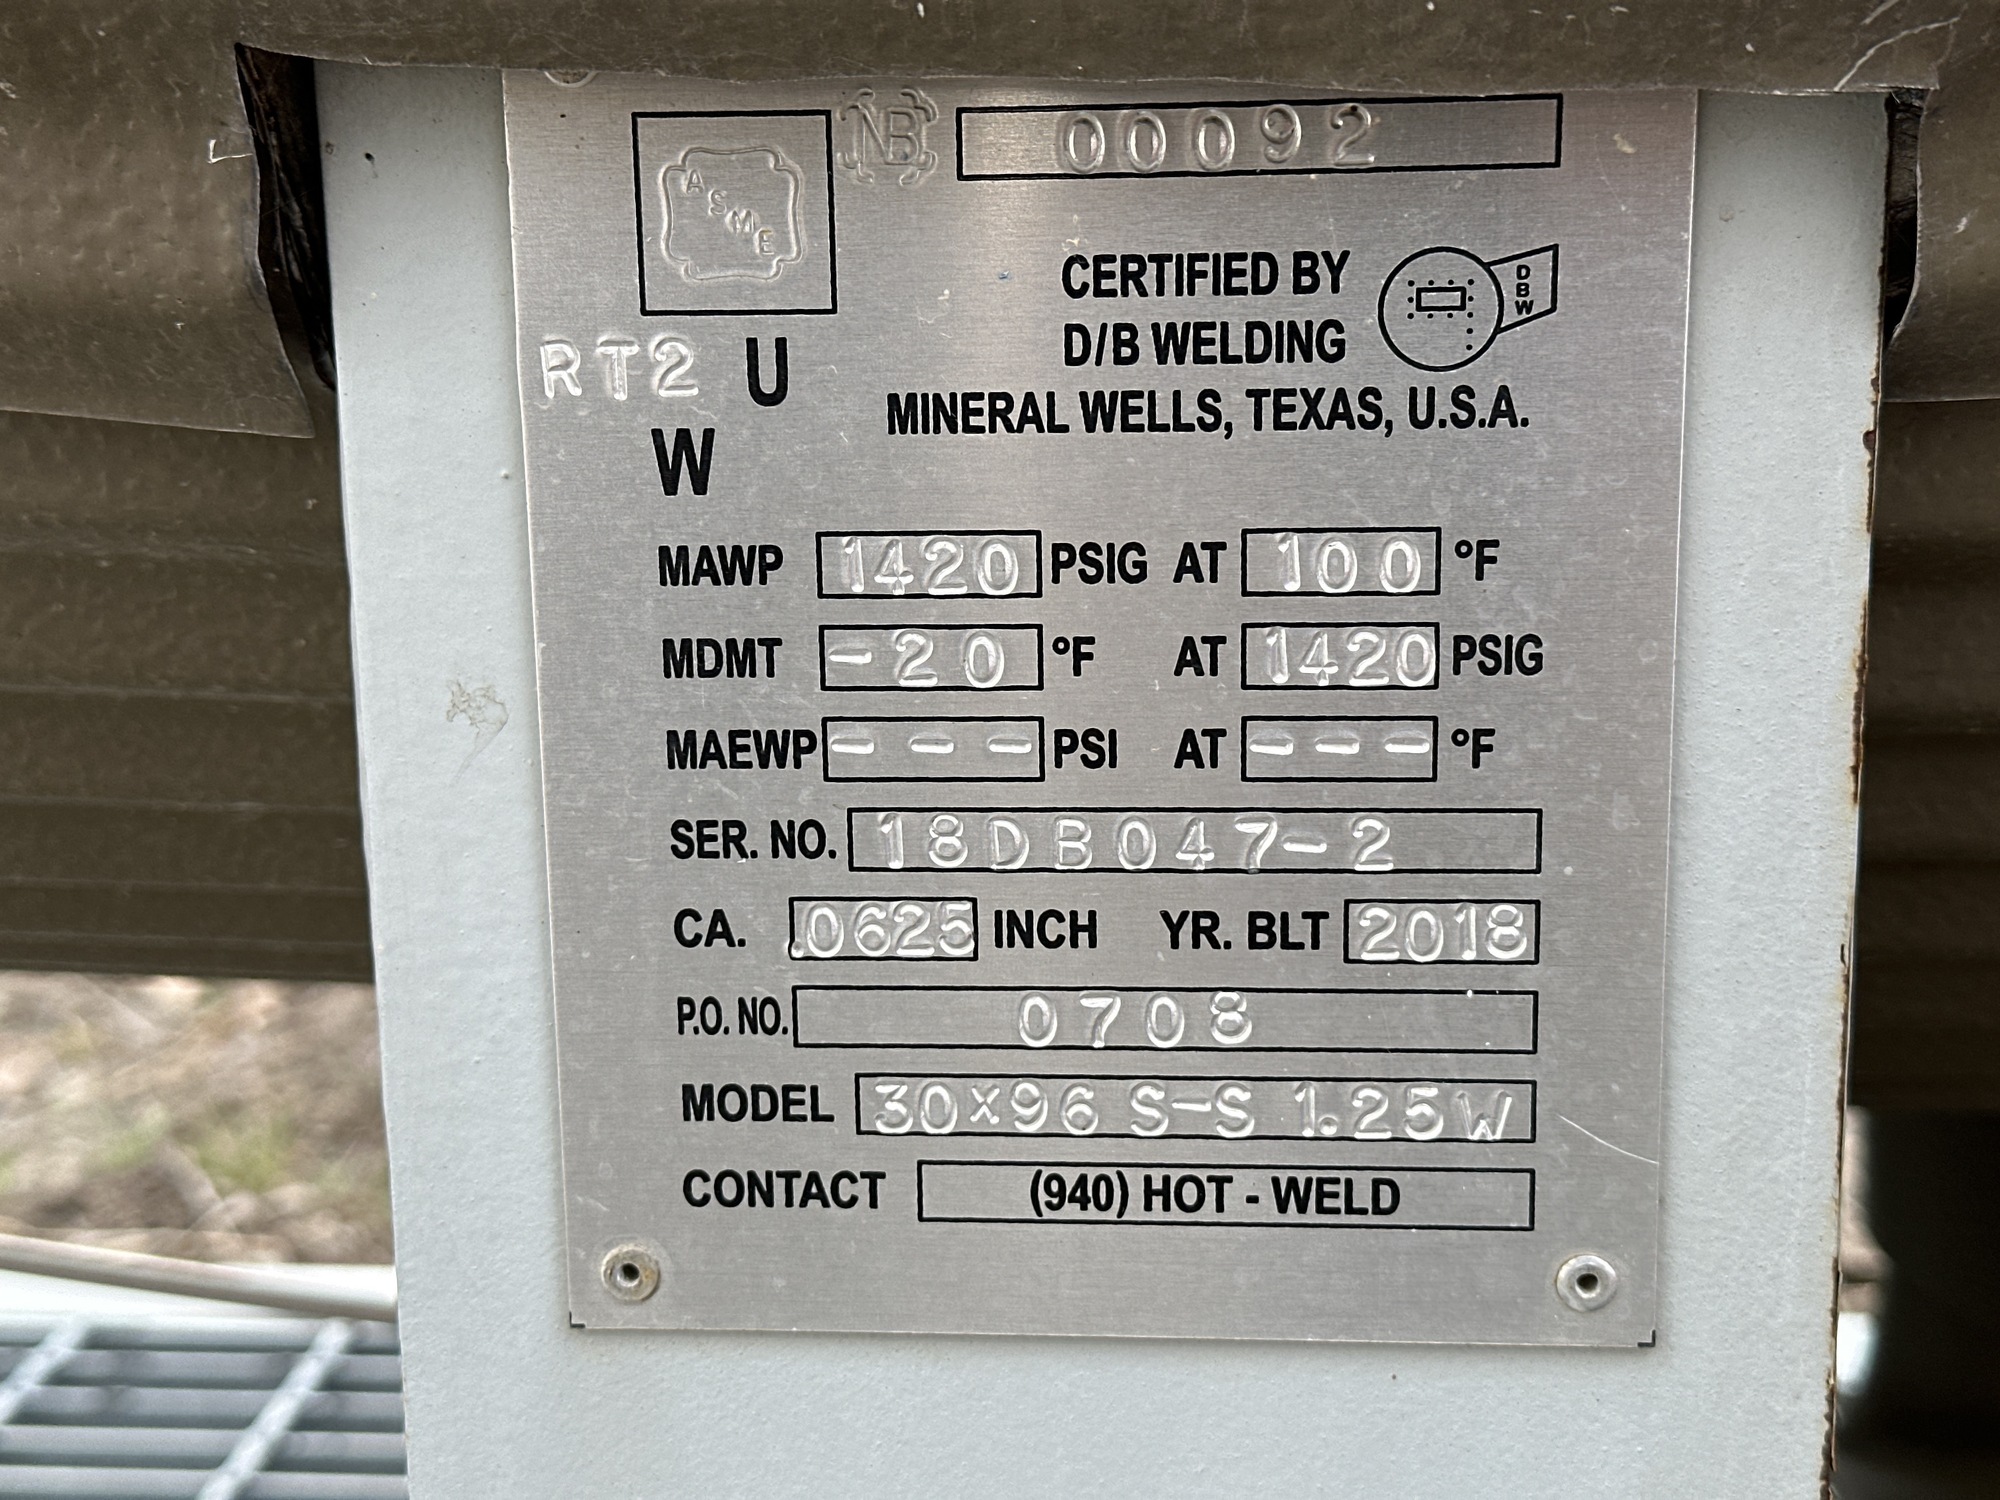 NB 00092
ASME
CERTIFIED BY
DBW
D/B WELDING
RT2 U
MINERAL WELLS, TEXAS, U.S.A.
W
MAWP 1420 PSIG AT 100 °F
MDMT -20 °F AT 1420 PSIG
MAEWP --- PSI AT --- °F
SER. NO. 18DB047-2
CA. .0625 INCH YR. BLT 2018
P.O. NO. 0708
MODEL 30x96 S-S 1.25W
CONTACT (940) HOT - WELD